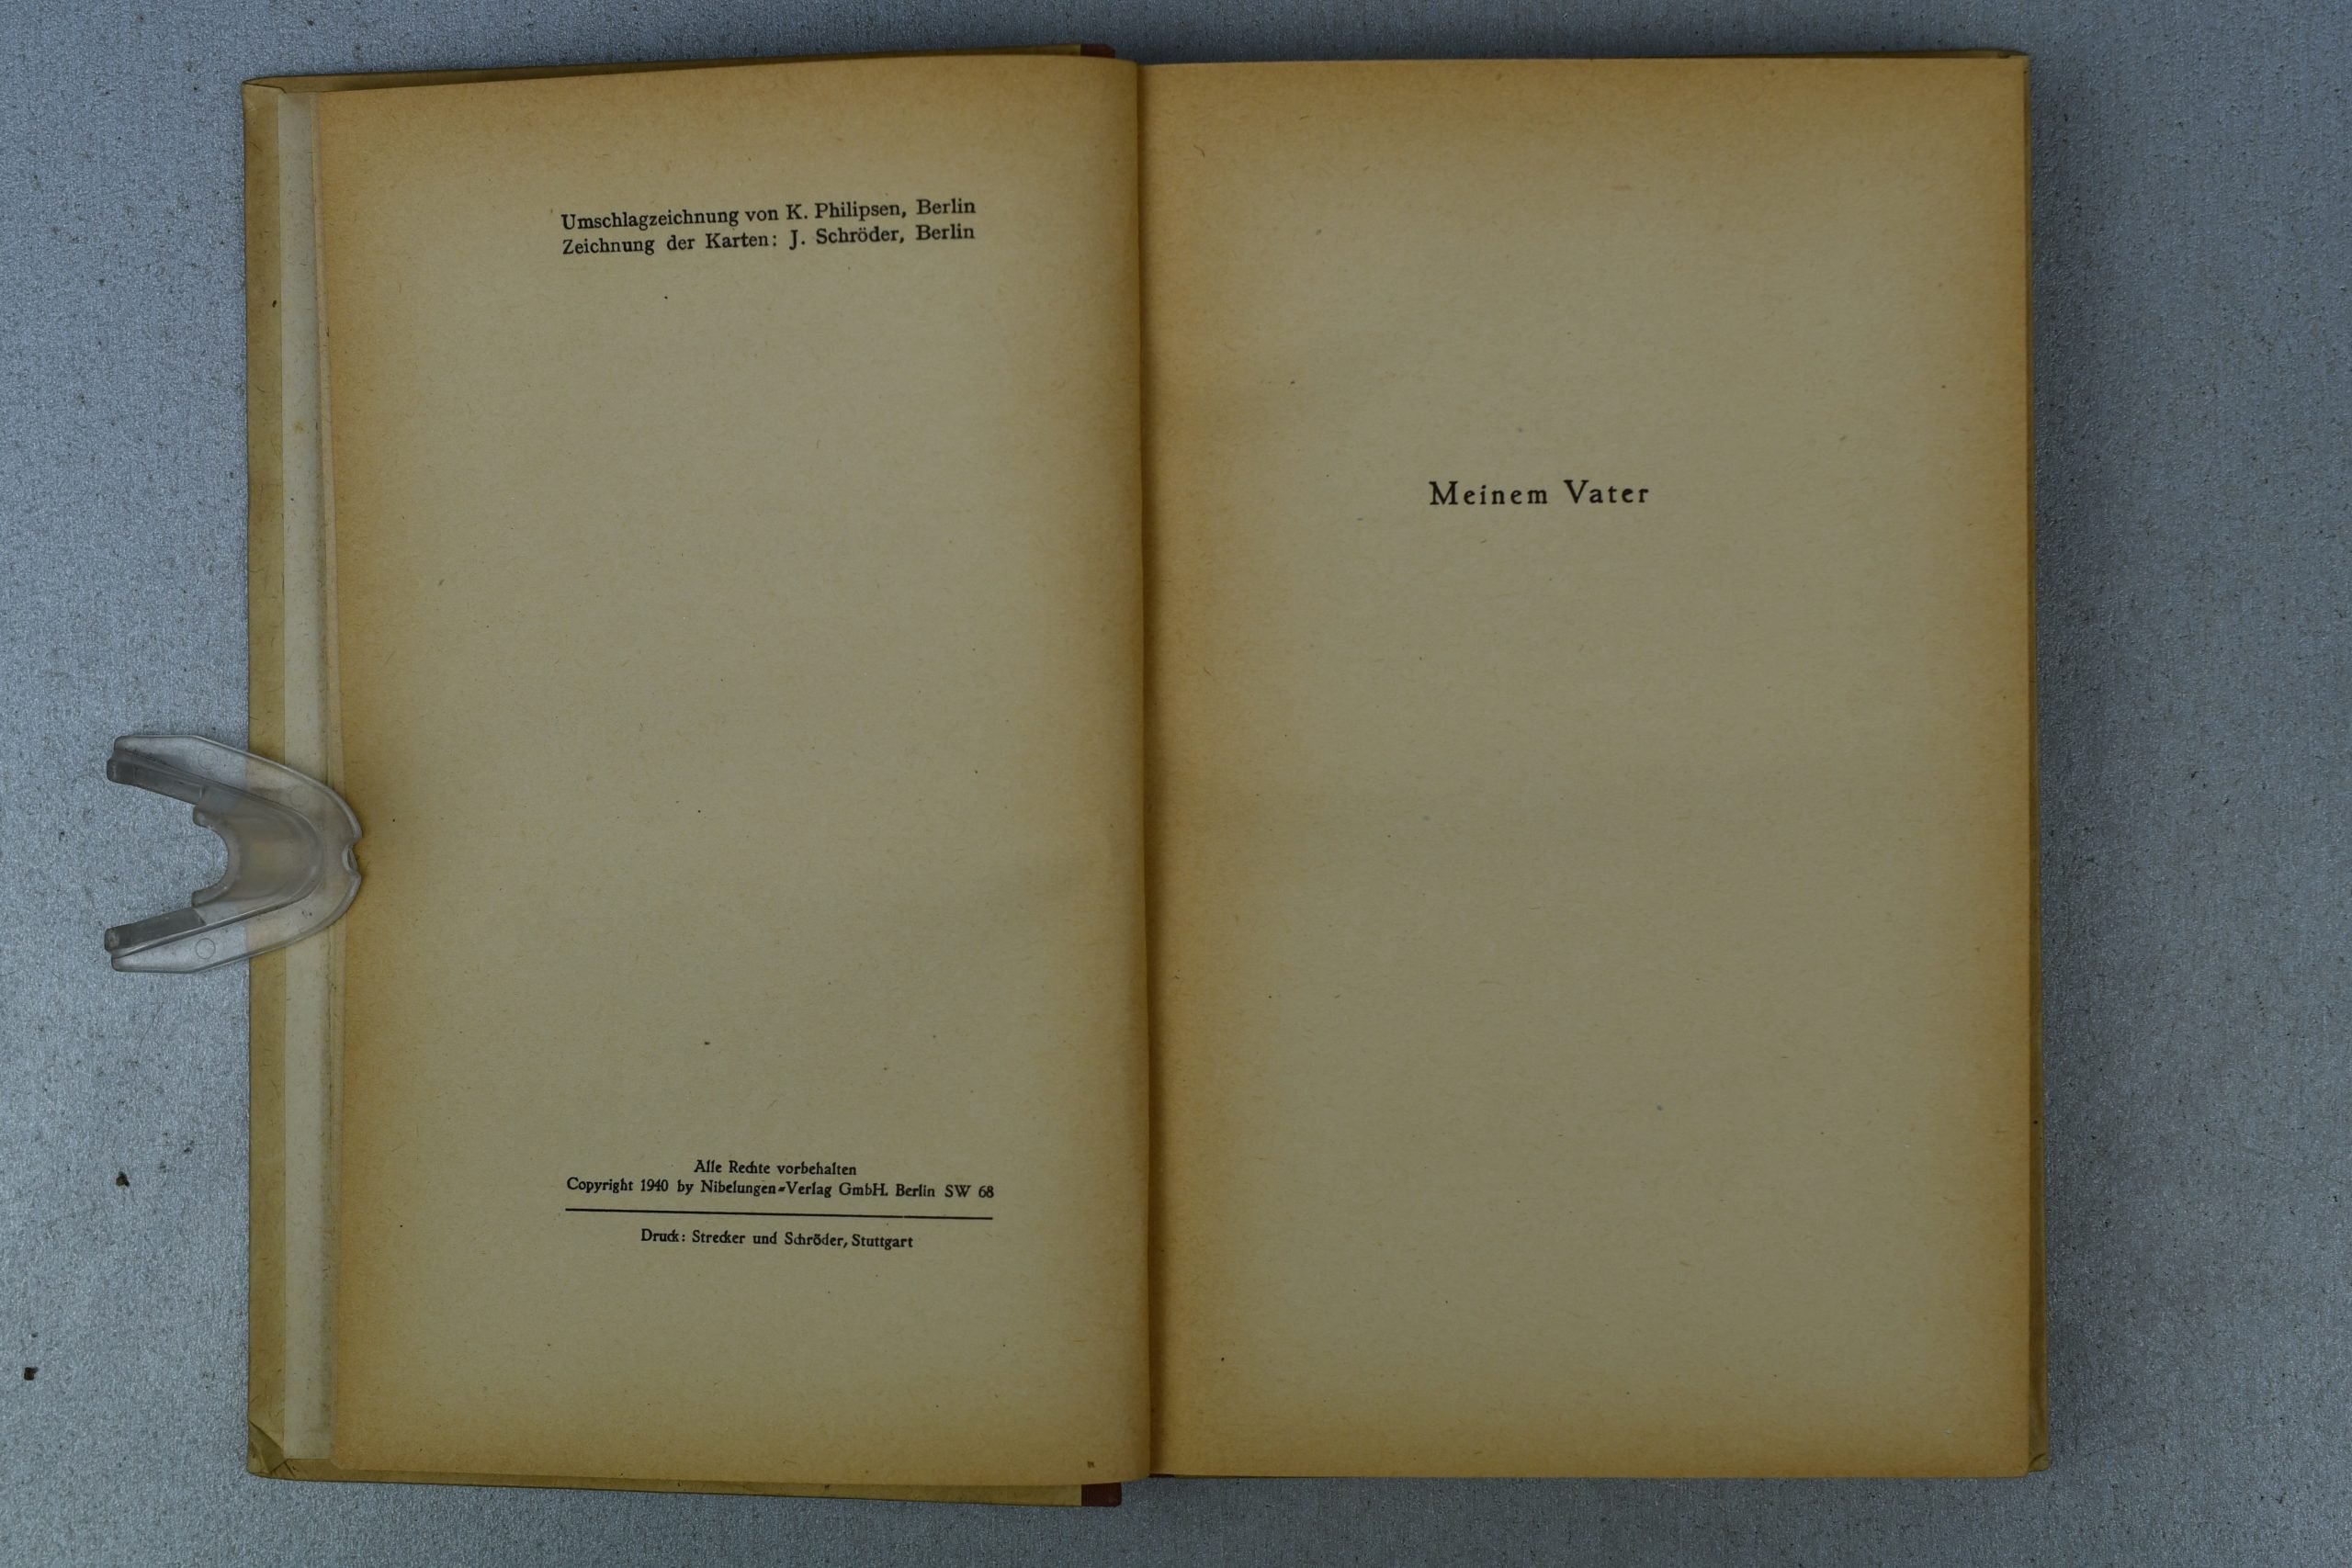 Umschlagzeichnung von K. Philipsen, Berlin
Zeichnung der Karten: J. Schröder, Berlin
Alle Rechte vorbehalten
Copyright 1940 by Nibelungen-Verlag GmbH. Berlin SW 68
Druck: Strecker und Schröder, Stuttgart
Meinem Vater